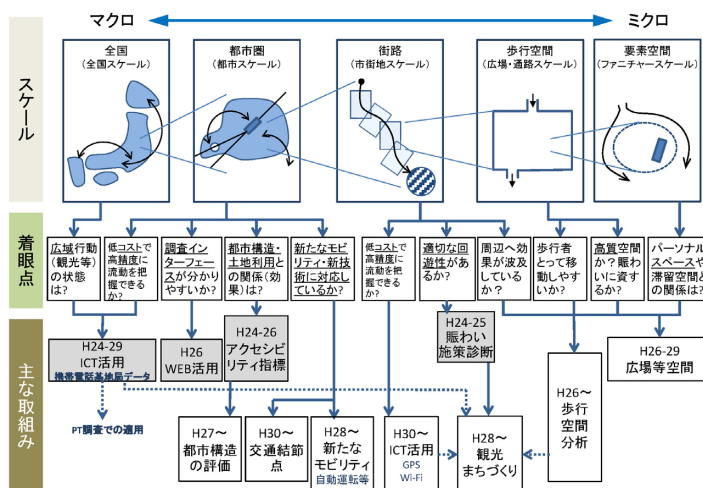 マクロ
ミクロ
スケール
全国
(全国スケール)
都市圏
(都市スケール)
街路
(市街地スケール)
歩行空間
(広場・通路スケール)
要素空間
(ファニチャースケール)
着眼点
広域行動
(観光等)
の状態
は?
低コストで
高精度に
流動を把
握できる
か?
調査イン
ターフェー
スが分かり
やすいか?
都市構造・
土地利用と
の関係(効
果)は?
新たなモビ
リティ・新技
術に対応し
ているか?
低コストで
高精度に
流動を把
握できる
か?
適切な回
遊性があ
るか?
周辺へ効
果が波及
している
か?
歩行者に
とって移
動しやす
いか?
高質空間
か?賑わ
いに資す
るか?
パーソナル
スペースや
滞留空間と
の関係は?
主な取組み
H24-29
ICT活用
携帯電話基地局データ
PT調査での適用
H26
WEB活用
H24-26
アクセシビ
リティ指標
H24-25
賑わい
施策診断
H26-29
広場等空間
H26~
歩行
空間
分析
H27~
都市構造
の評価
H30~
交通結節
点
H28~
新たな
モビリティ
自動運転等
H30~
ICT活用
GPS
Wi-Fi
H28~
観光
まちづくり